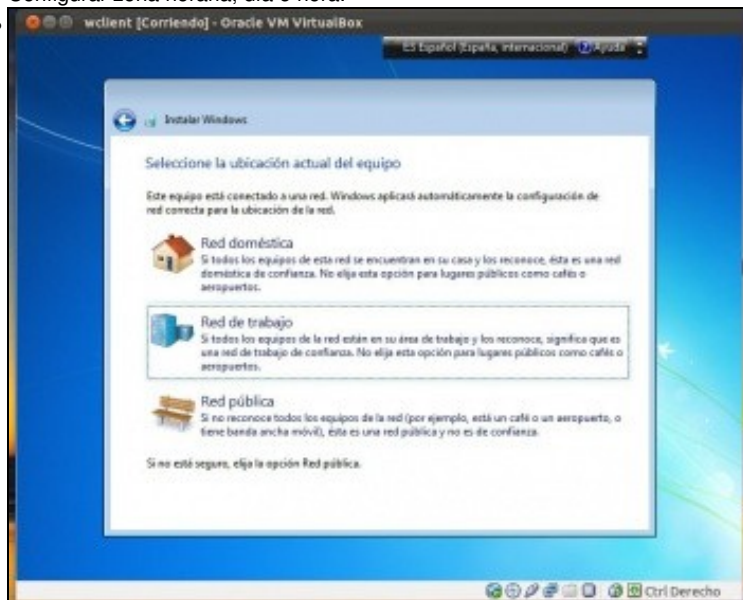 wclient [Corriendo] - Oracle VM VirtualBox
ES Español (España, internacional) Ayuda
Instalar Windows
Seleccione la ubicación actual del equipo
Este equipo está conectado a una red. Windows aplicará automáticamente la configuración de
red correcta para la ubicación de la red.
Red doméstica
Si todos los equipos de esta red se encuentran en su casa y los reconoce, ésta es una red
doméstica de confianza. No elija esta opción para lugares públicos como cafés o
aeropuertos.
Red de trabajo
Si todos los equipos de la red están en su área de trabajo y los reconoce, significa que es
una red de trabajo de confianza. No elija esta opción para lugares públicos como cafés o
aeropuertos.
Red pública
Si no reconoce todos los equipos de la red (por ejemplo, está un café o un aeropuerto, o
tiene banda ancha móvil), ésta es una red pública y no es de confianza.
Si no está seguro, elija la opción Red pública.
Ctrl Derecho